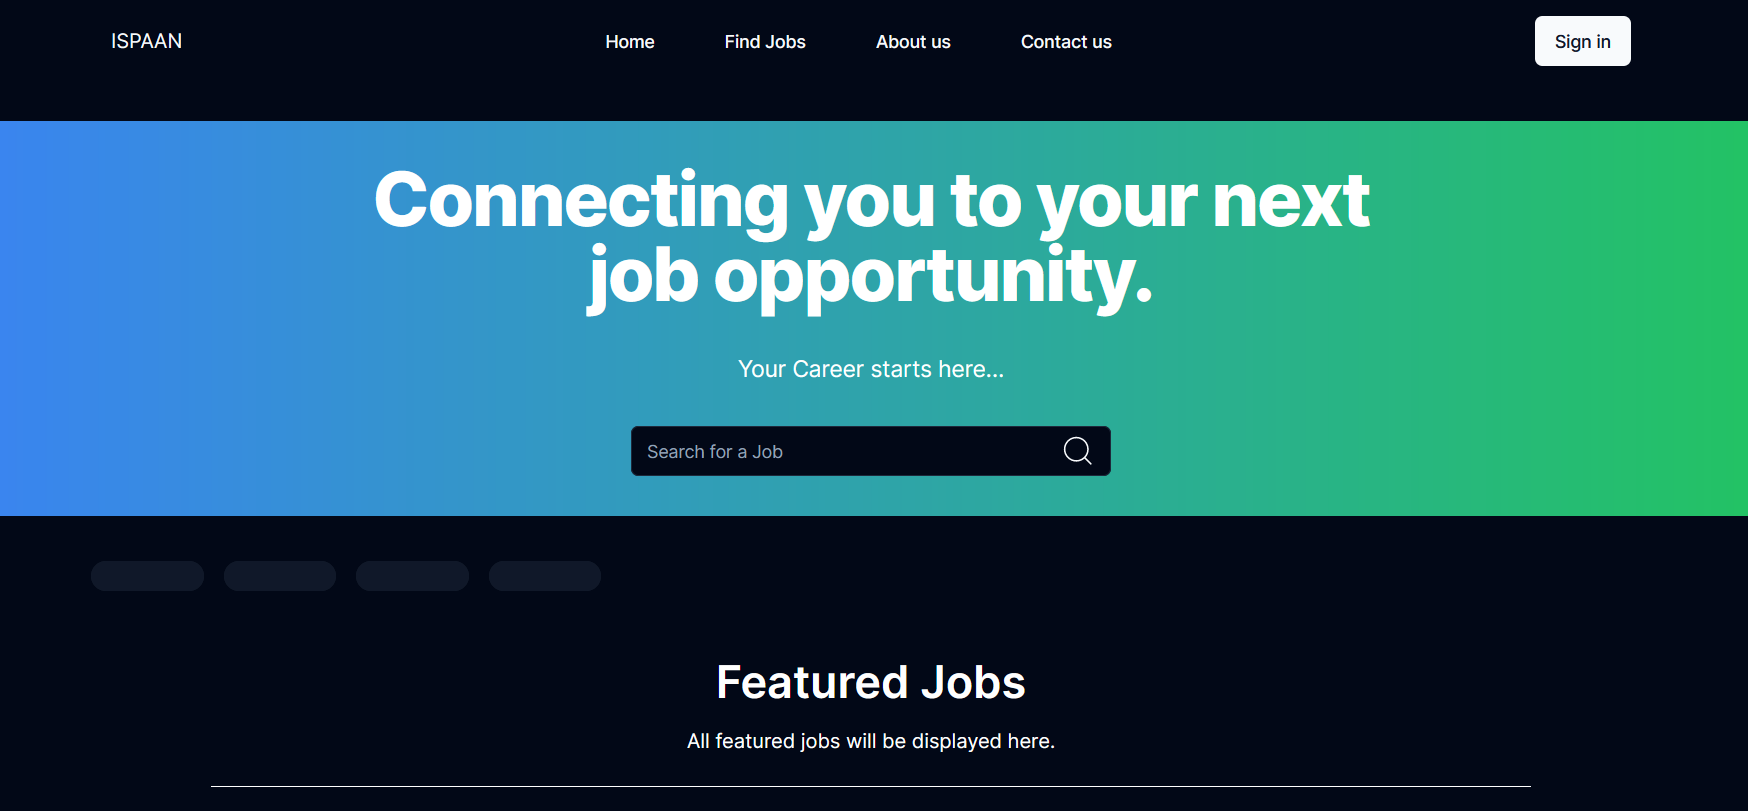 ISPAAN
Home
Find Jobs
About us
Contact us
Sign in
Connecting you to your next
job opportunity.
Your Career starts here...
Search for a Job
Featured Jobs
All featured jobs will be displayed here.